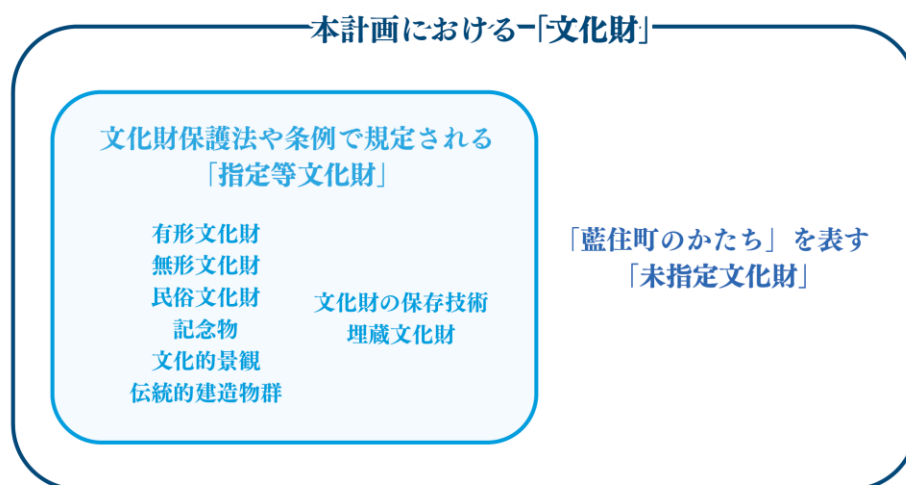 本計画における「文化財」
文化財保護法や条例で規定される
「指定等文化財」
有形文化財
無形文化財
民俗文化財
記念物
文化的景観
伝統的建造物群
文化財の保存技術
埋蔵文化財
「藍住町のかたち」を表す
「未指定文化財」